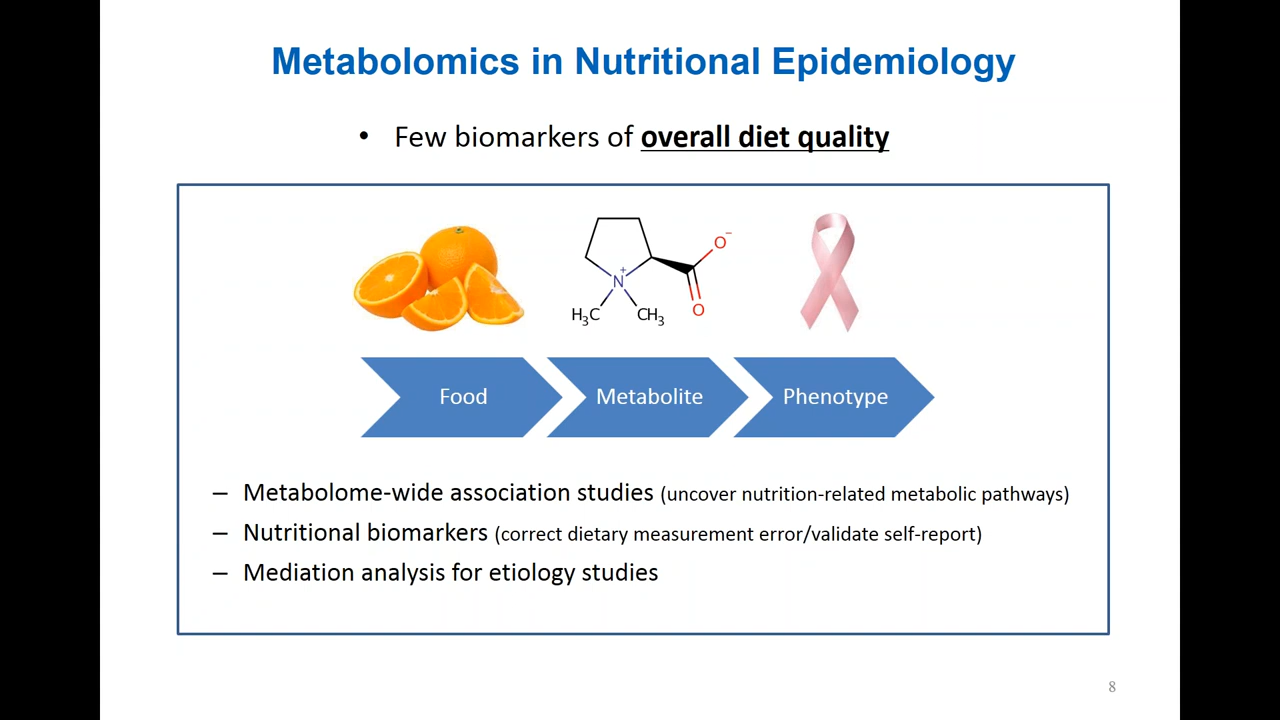 Metabolomics in Nutritional Epidemiology
• Few biomarkers of overall diet quality
O⁻
N⁺
H₃C
CH₃
O
Food
Metabolite
Phenotype
– Metabolome-wide association studies (uncover nutrition-related metabolic pathways)
– Nutritional biomarkers (correct dietary measurement error/validate self-report)
– Mediation analysis for etiology studies
8